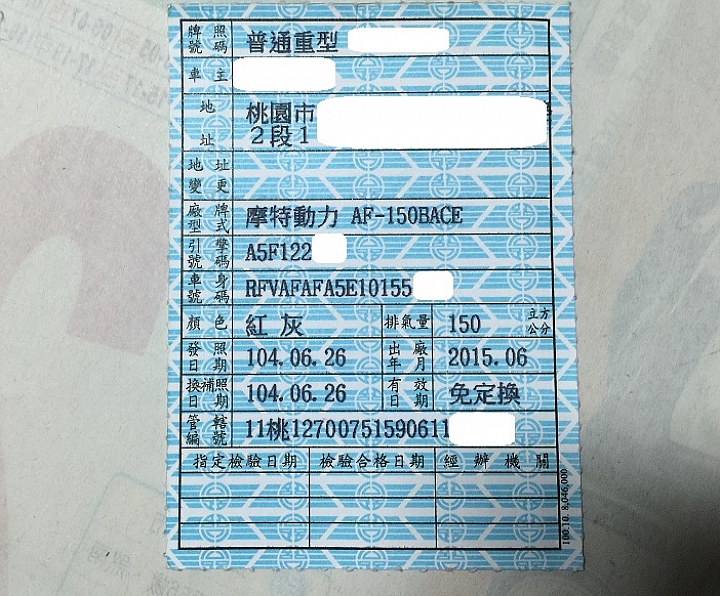 牌照號碼 普通重型
車主
地址 桃園市
2段1
地址變更
廠牌型式 摩特動力 AF-150BACE
引擎號碼 A5F122
車身號碼 RFVAFAFA5E10155
顏色 紅灰 排氣量 150 立方公分
發照日期 104.06.26 出廠年月 2015.06
換補照日期 104.06.26 有效日期 免定換
管轄編號 11桃12700751590611
指定檢驗日期 檢驗合格日期 經辦機關
100.10. 8,046,000